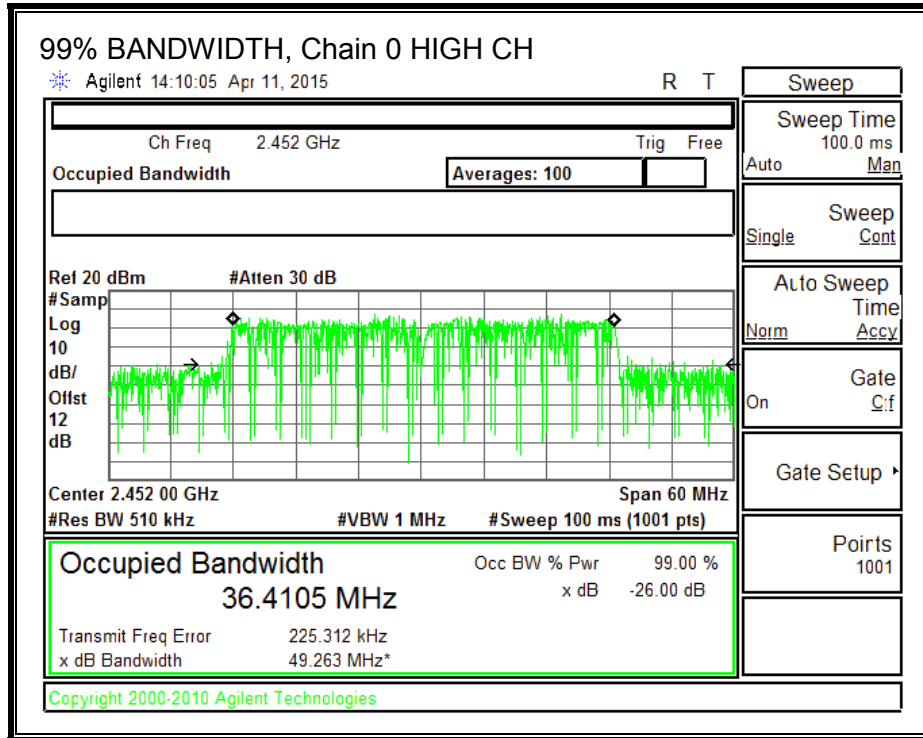 99% BANDWIDTH, Chain 0 HIGH CH
Agilent 14:10:05 Apr 11, 2015 R T
Ch Freq 2.452 GHz Trig Free
Occupied Bandwidth Averages: 100
Ref 20 dBm #Atten 30 dB
#Samp
Log
10
dB/
Offst
12
dB
Center 2.452 00 GHz Span 60 MHz
#Res BW 510 kHz #VBW 1 MHz #Sweep 100 ms (1001 pts)
Occupied Bandwidth Occ BW % Pwr 99.00 %
36.4105 MHz x dB -26.00 dB
Transmit Freq Error 225.312 kHz
x dB Bandwidth 49.263 MHz*
Copyright 2000-2010 Agilent Technologies
Sweep
Sweep Time
100.0 ms
Auto Man
Sweep
Single Cont
Auto Sweep
Time
Norm Accy
Gate
On Off
Gate Setup
Points
1001